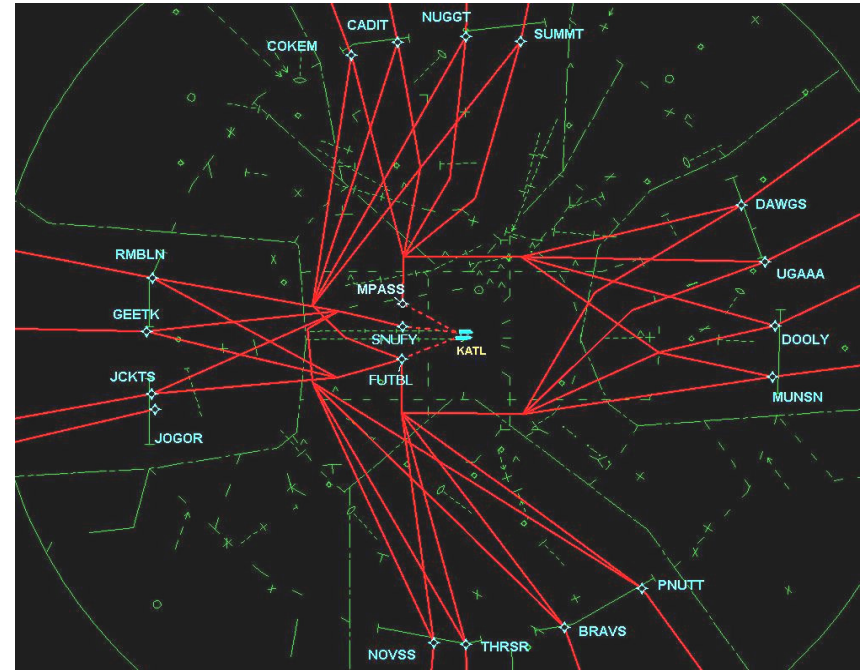 NUGGT
CADIT
SUMMT
COKEM
DAWGS
RMBLN
UGAAA
MPASS
GEETK
SNUFY
DOOLY
KATL
JCKTS
FUTBL
MUNSN
JOGOR
PNUTT
BRAVS
NOVSS
THRSR